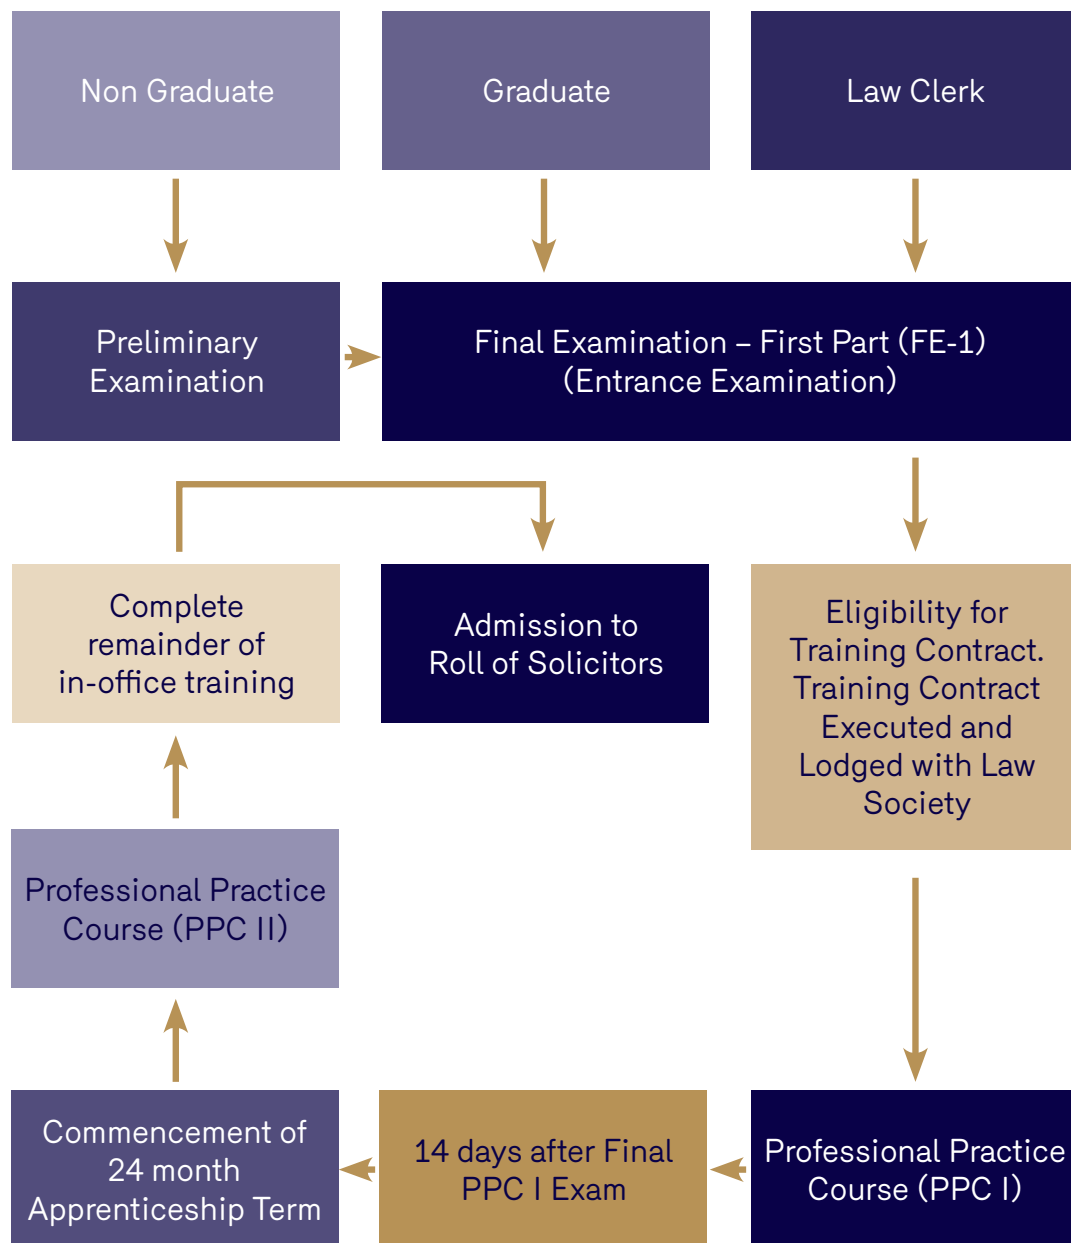 Non Graduate
Graduate
Law Clerk
Preliminary
Examination
Final Examination – First Part (FE-1)
(Entrance Examination)
Complete
remainder of
in-office training
Admission to
Roll of Solicitors
Eligibility for
Training Contract.
Training Contract
Executed and
Lodged with Law
Society
Professional Practice
Course (PPC II)
Commencement of
24 month
Apprenticeship Term
14 days after Final
PPC I Exam
Professional Practice
Course (PPC I)